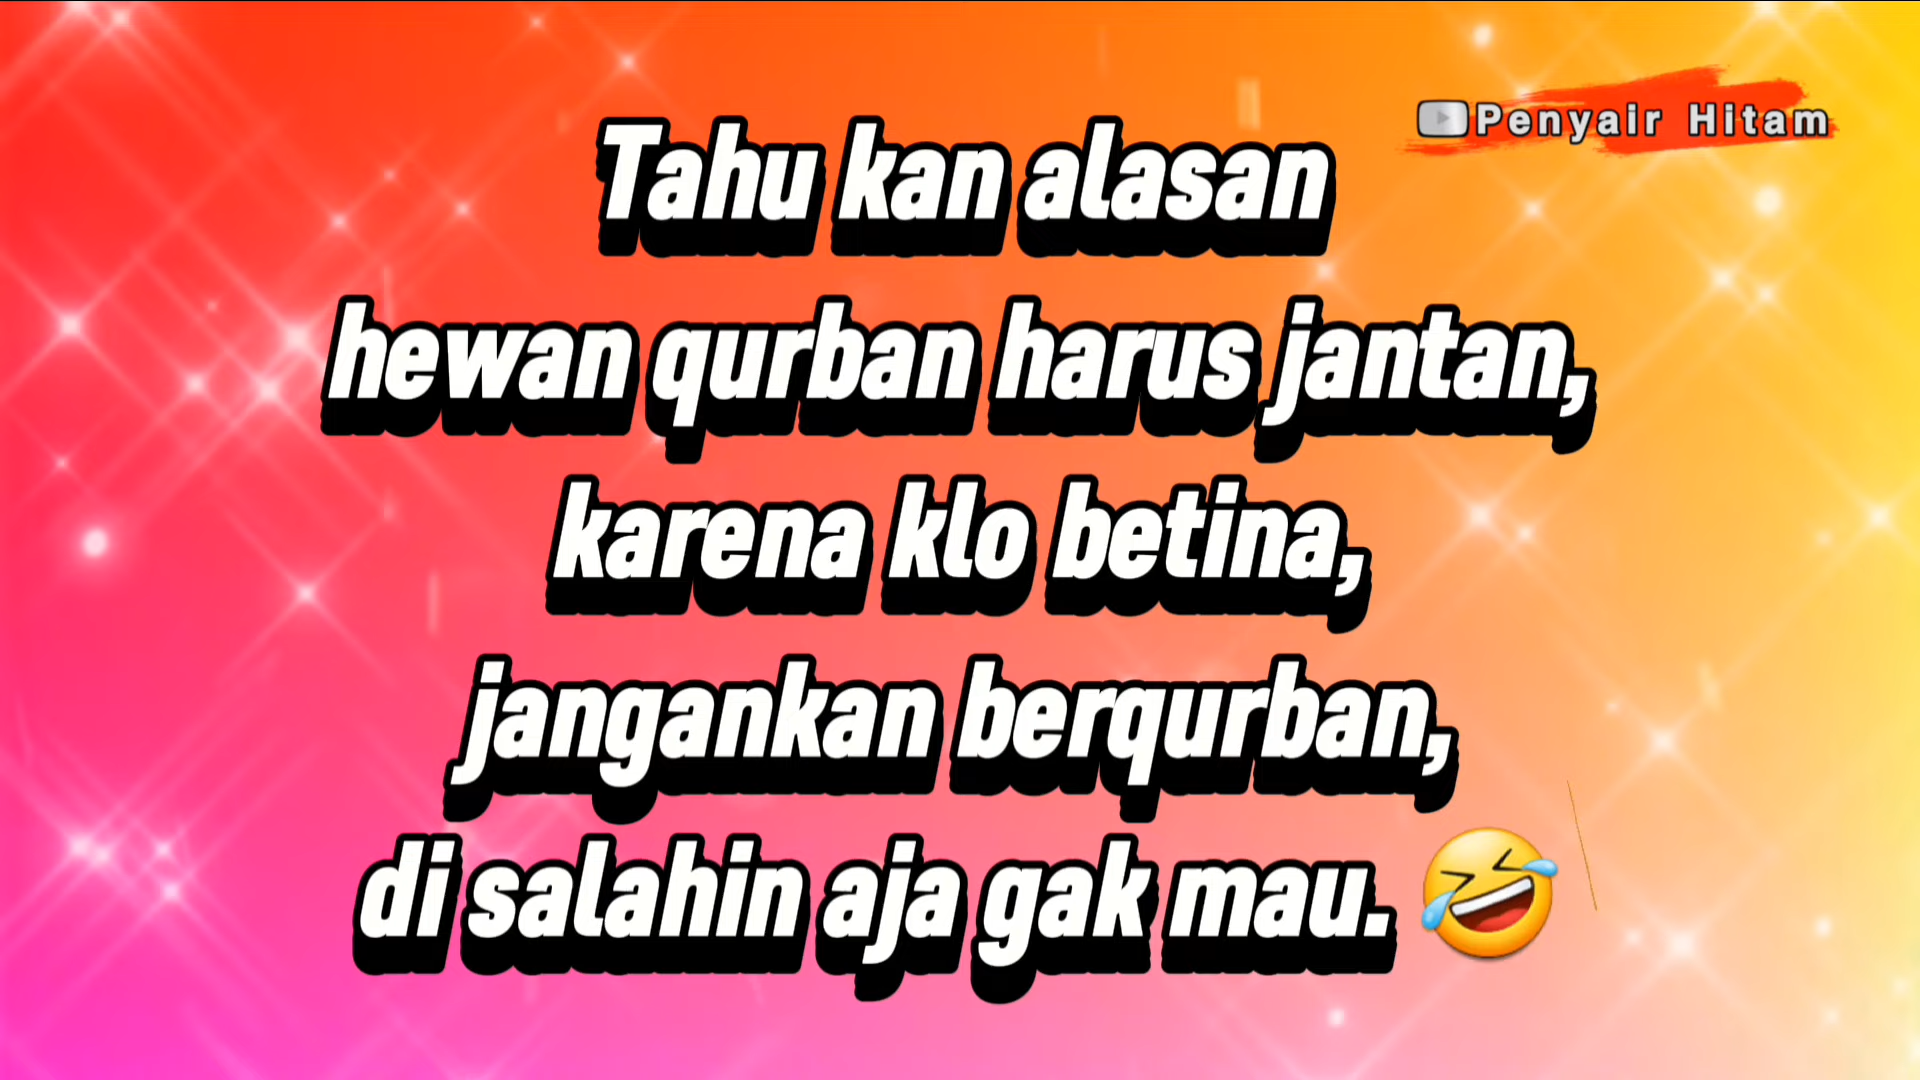 Penyair Hitam
Tahu kan alasan
hewan qurban harus jantan,
karena klo betina,
jangankan berqurban,
di salahin aja gak mau. 🤣